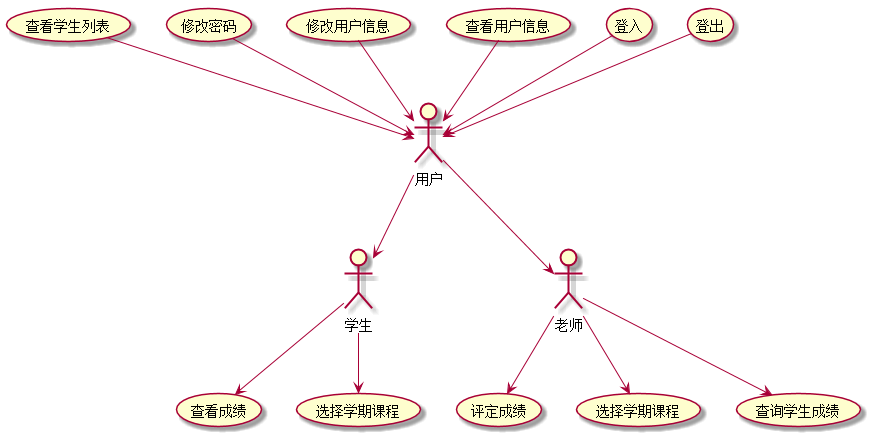 查看学生列表
修改密码
修改用户信息
查看用户信息
登入
登出
用户
学生
老师
查看成绩
选择学期课程
评定成绩
选择学期课程
查询学生成绩